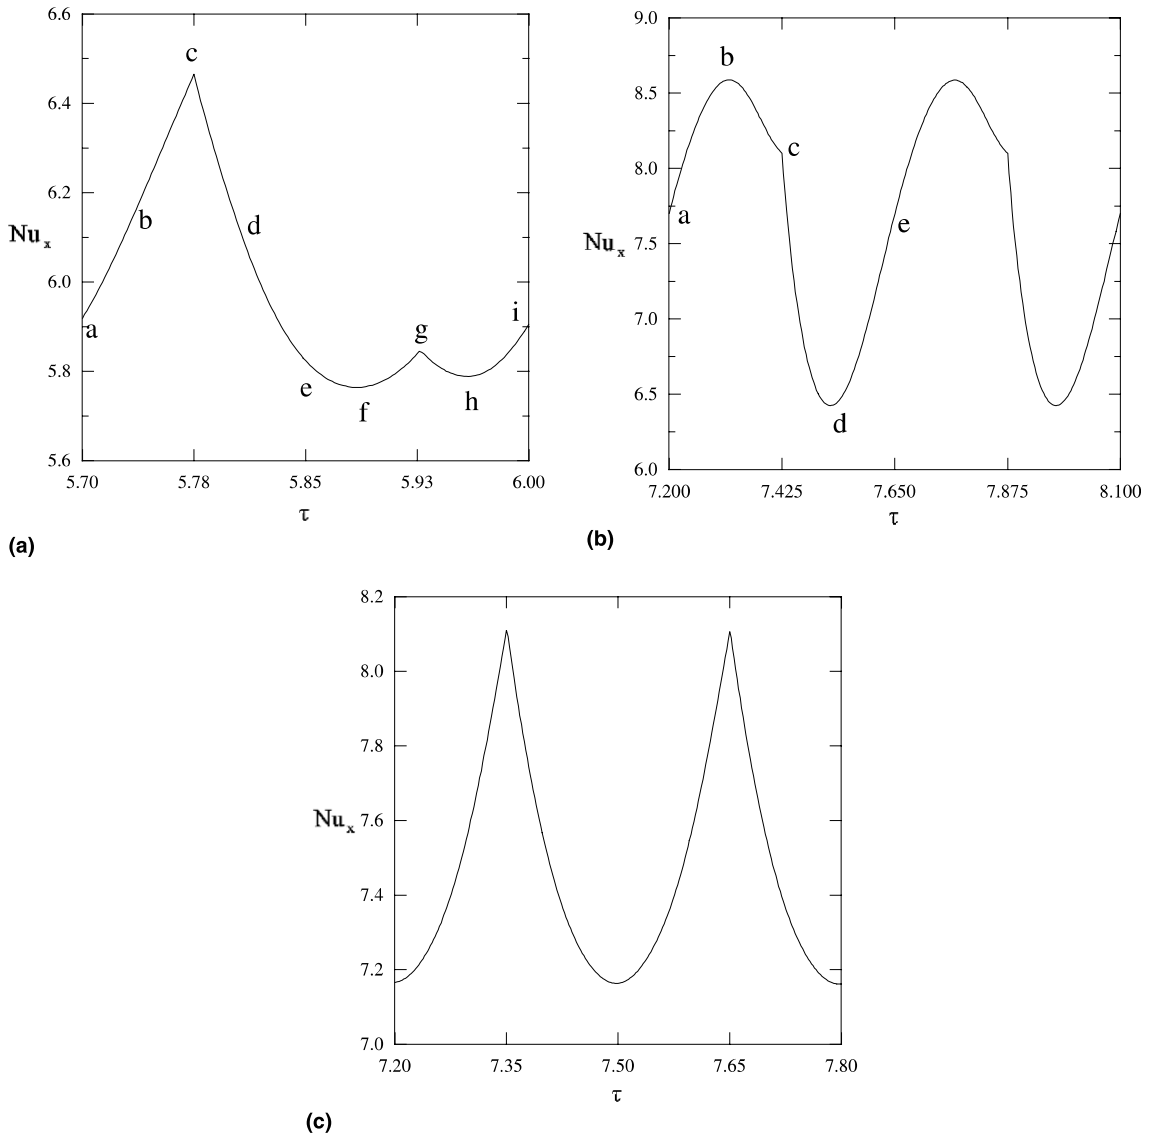 6.6
6.4
6.2
6.0
5.8
5.6
Nuₓ
a
b
c
d
e
f
g
h
i
5.70 5.78 5.85 5.93 6.00
τ
(a)
9.0
8.5
8.0
7.5
7.0
6.5
6.0
Nuₓ
a
b
c
d
e
7.200 7.425 7.650 7.875 8.100
τ
(b)
8.2
8.0
7.8
7.6
7.4
7.2
7.0
Nuₓ
7.20 7.35 7.50 7.65 7.80
τ
(c)